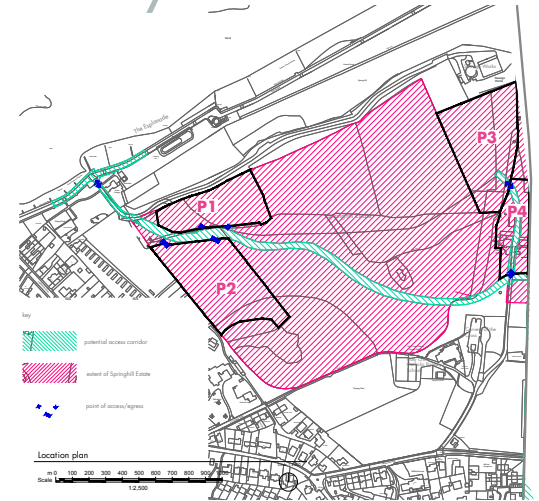 The Esplanade
P3
P1
P4
P2
key
potential access corridor
extent of Springhill Estate
point of access/egress
Location plan
m 0 100 200 300 400 500 600 700 800 900
Scale
1:2,500